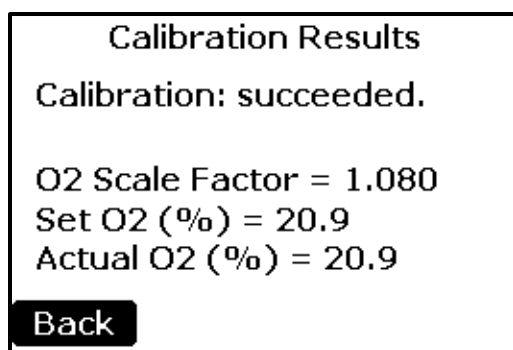 Calibration Results
Calibration: succeeded.
O2 Scale Factor = 1.080
Set O2 (%) = 20.9
Actual O2 (%) = 20.9
Back